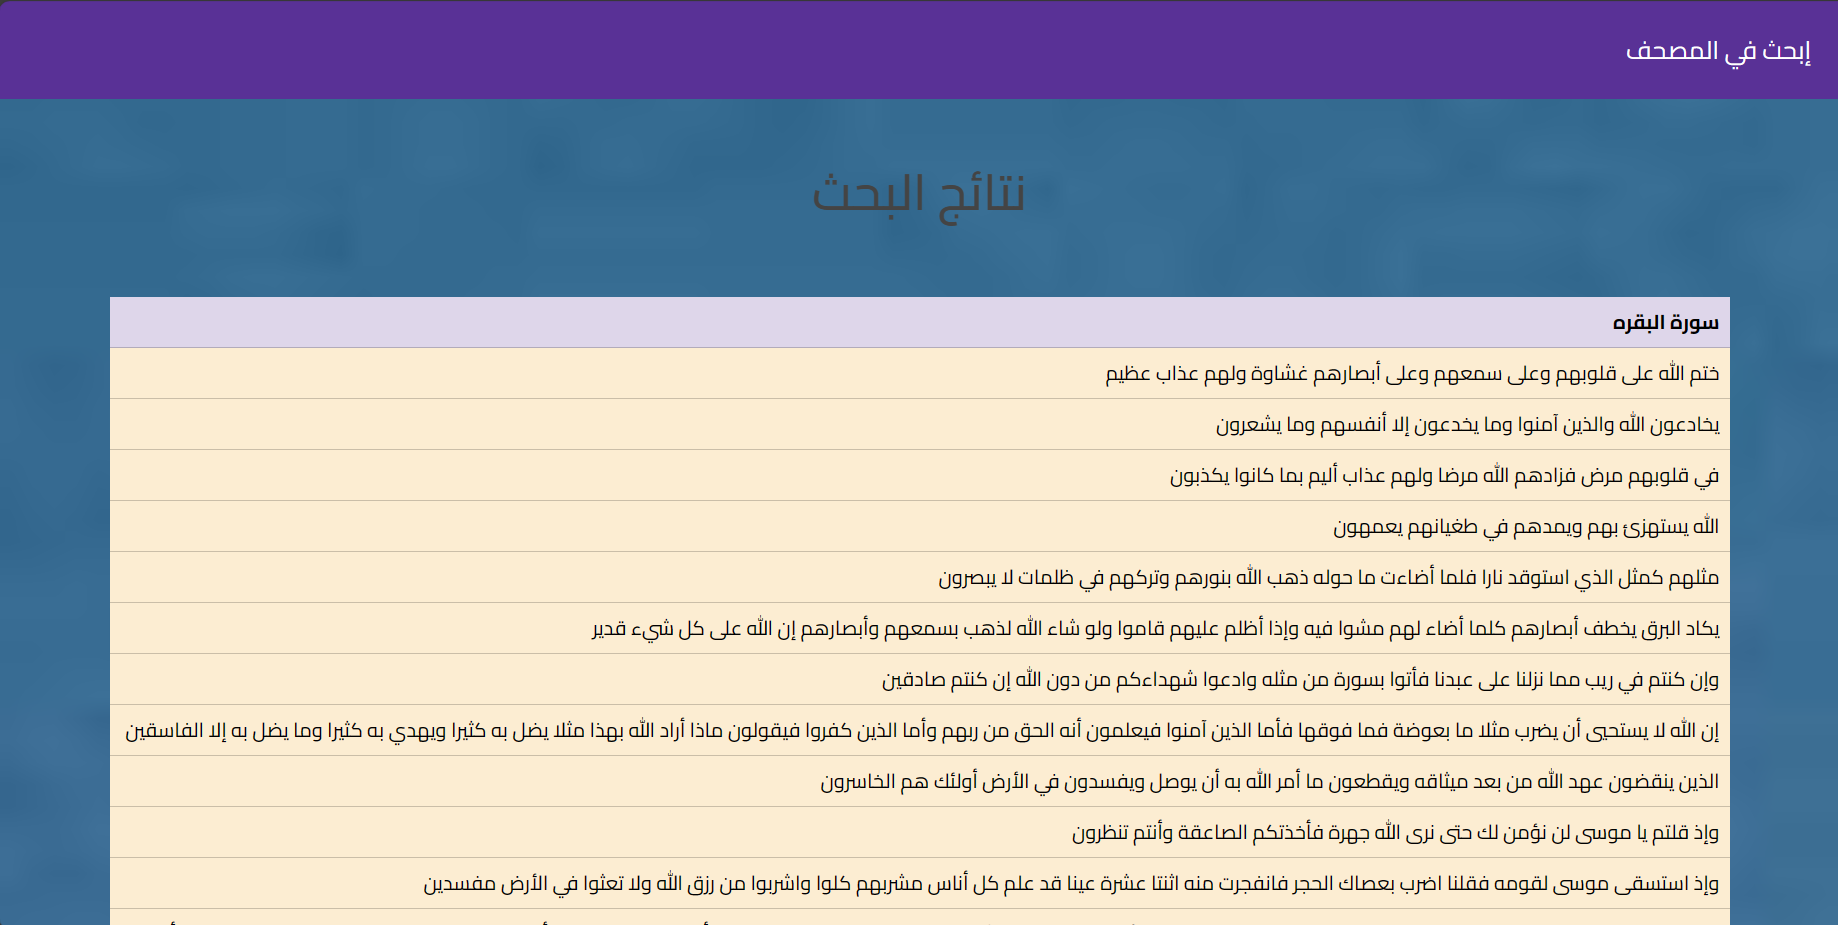 إبحث في المصحف
نتائج البحث
سورة البقره
ختم الله على قلوبهم وعلى سمعهم وعلى أبصارهم غشاوة ولهم عذاب عظيم
يخادعون الله والذين آمنوا وما يخدعون إلا أنفسهم وما يشعرون
في قلوبهم مرض فزادهم الله مرضا ولهم عذاب أليم بما كانوا يكذبون
الله يستهزئ بهم ويمدهم في طغيانهم يعمهون
مثلهم كمثل الذي استوقد نارا فلما أضاءت ما حوله ذهب الله بنورهم وتركهم في ظلمات لا يبصرون
يكاد البرق يخطف أبصارهم كلما أضاء لهم مشوا فيه وإذا أظلم عليهم قاموا ولو شاء الله لذهب بسمعهم وأبصارهم إن الله على كل شيء قدير
وإن كنتم في ريب مما نزلنا على عبدنا فأتوا بسورة من مثله وادعوا شهداءكم من دون الله إن كنتم صادقين
إن الله لا يستحيي أن يضرب مثلا ما بعوضة فما فوقها فأما الذين آمنوا فيعلمون أنه الحق من ربهم وأما الذين كفروا فيقولون ماذا أراد الله بهذا مثلا يضل به كثيرا ويهدي به كثيرا وما يضل به إلا الفاسقين
الذين ينقضون عهد الله من بعد ميثاقه ويقطعون ما أمر الله به أن يوصل ويفسدون في الأرض أولئك هم الخاسرون
وإذ قلتم يا موسى لن نؤمن لك حتى نرى الله جهرة فأخذتكم الصاعقة وأنتم تنظرون
وإذ استسقى موسى لقومه فقلنا اضرب بعصاك الحجر فانفجرت منه اثنتا عشرة عينا قد علم كل أناس مشربهم كلوا واشربوا من رزق الله ولا تعثوا في الأرض مفسدين